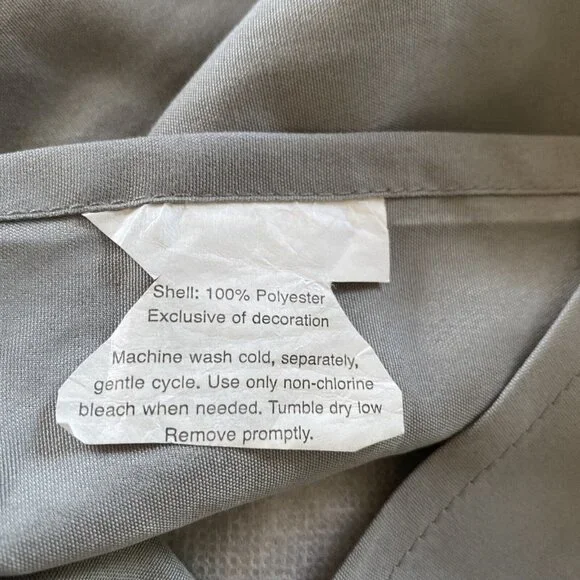 Shell: 100% Polyester
Exclusive of decoration
Machine wash cold, separately,
gentle cycle. Use only non-chlorine
bleach when needed. Tumble dry low
Remove promptly.